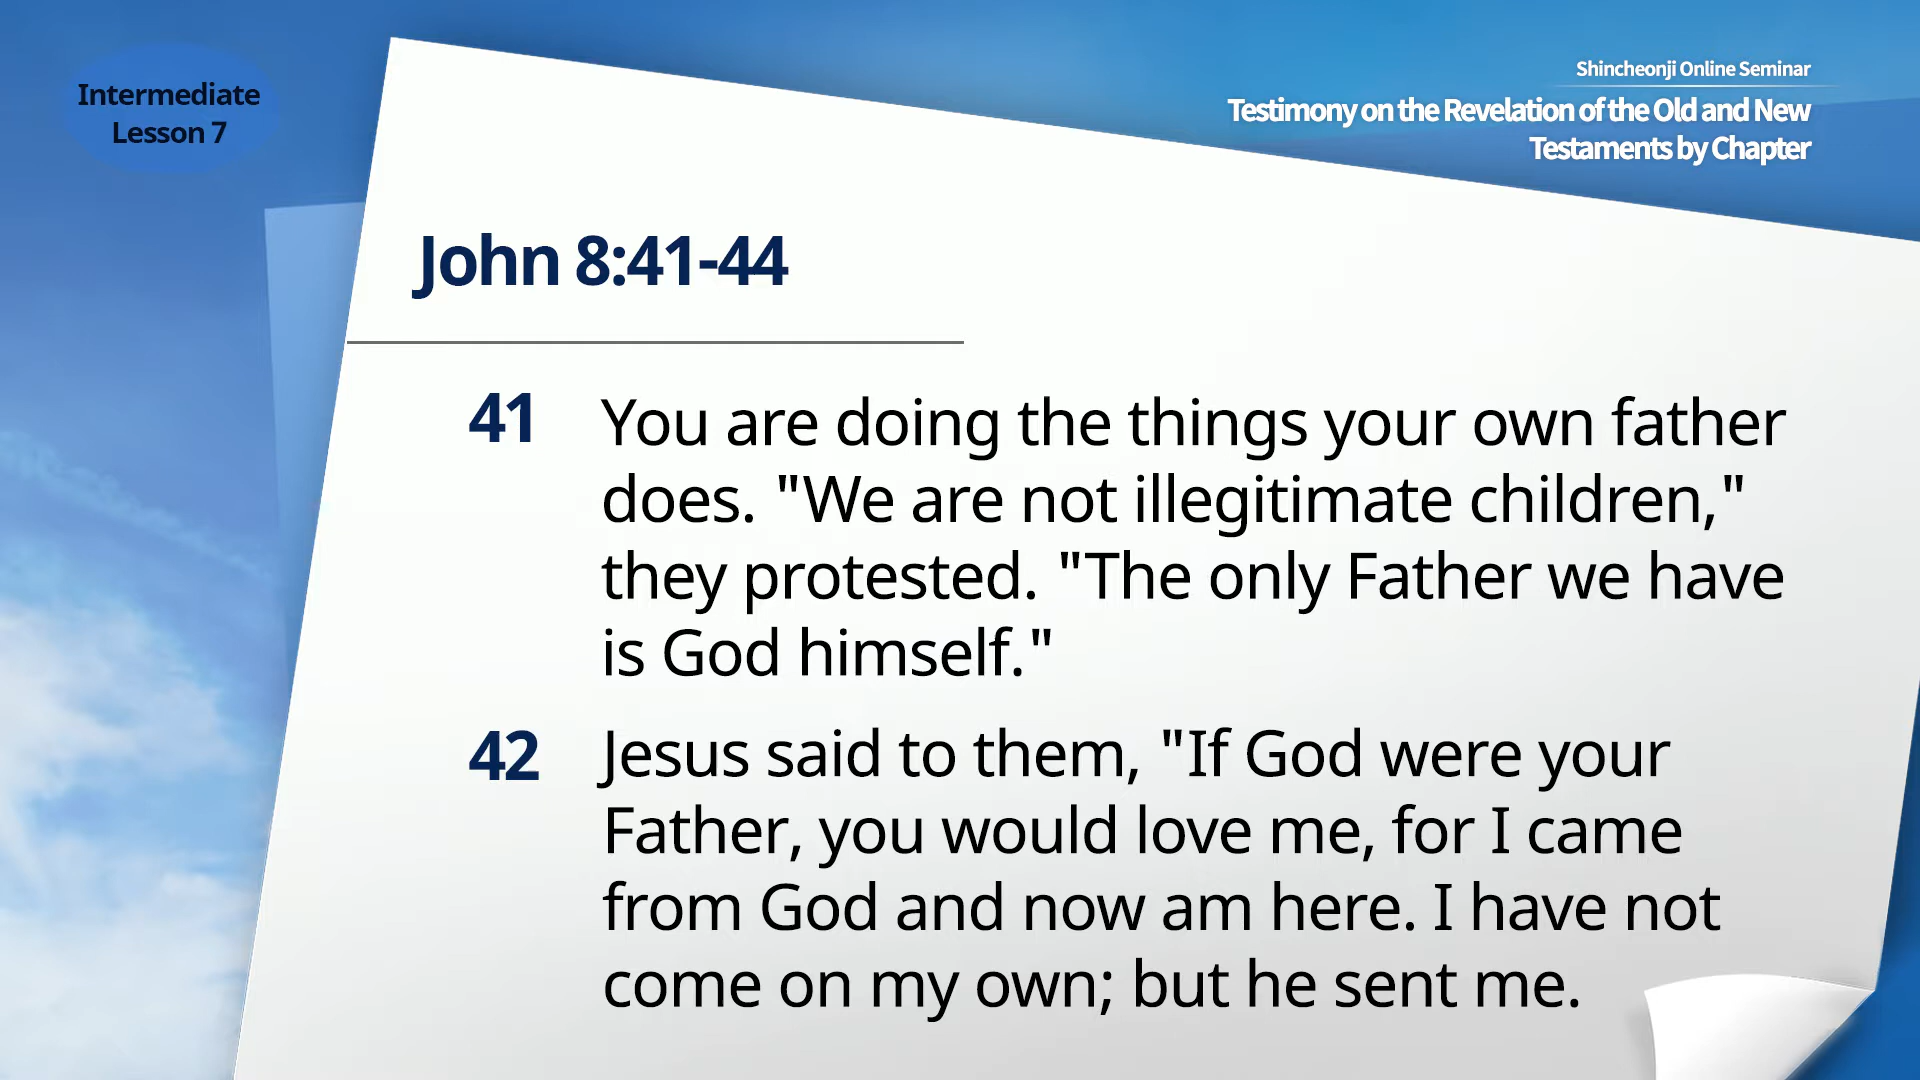 Intermediate
Lesson 7
Shincheonji Online Seminar
Testimony on the Revelation of the Old and New
Testaments by Chapter
John 8:41-44
41 You are doing the things your own father
does. "We are not illegitimate children,"
they protested. "The only Father we have
is God himself."
42 Jesus said to them, "If God were your
Father, you would love me, for I came
from God and now am here. I have not
come on my own; but he sent me.